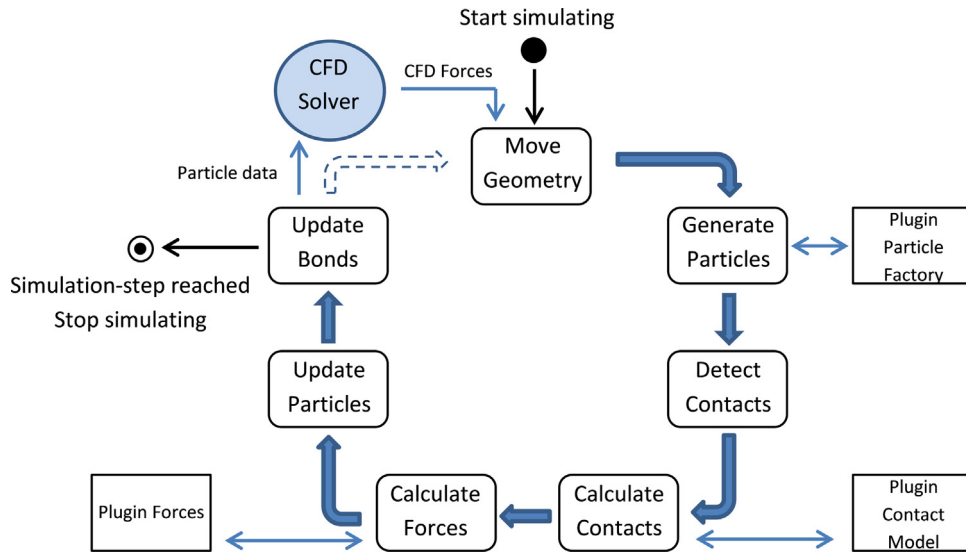 Start simulating
CFD
Solver
CFD Forces
Move
Geometry
Particle data
Update
Bonds
Generate
Particles
Plugin
Particle
Factory
Simulation-step reached
Stop simulating
Update
Particles
Detect
Contacts
Plugin Forces
Calculate
Forces
Calculate
Contacts
Plugin
Contact
Model